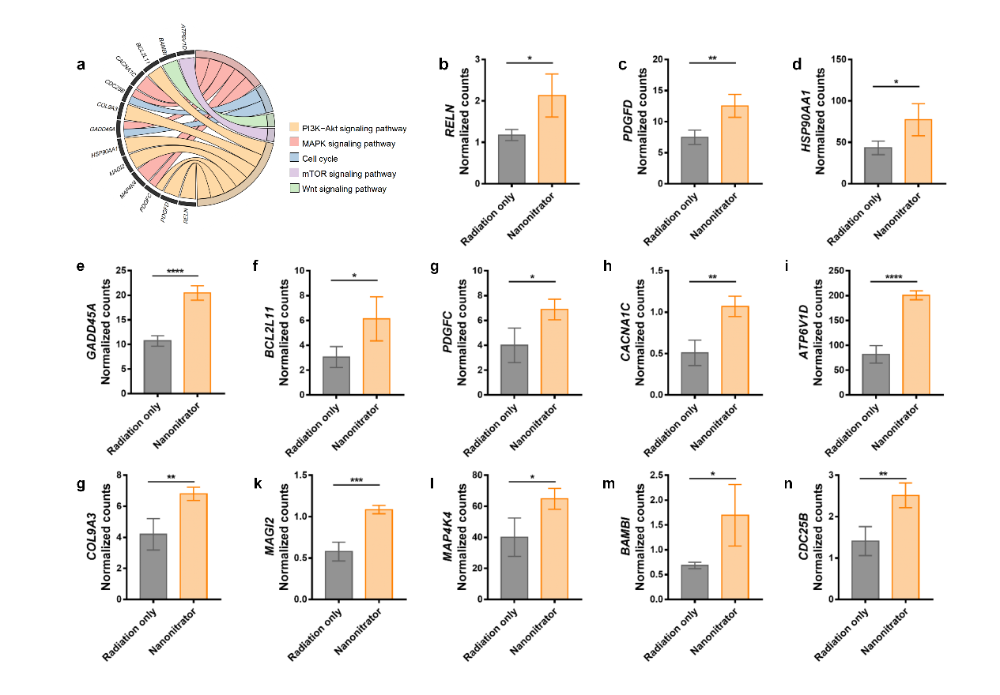 a
ATP6V1D
BAMBI
BCL2L11
CACNA1C
CDC25B
COL9A3
GADD45A
HSP90AA1
MAGI2
MAP4K4
PDGFC
PDGFD
RELN
PI3K−Akt signaling pathway
MAPK signaling pathway
Cell cycle
mTOR signaling pathway
Wnt signaling pathway
b
RELN
Normalized counts
3
2
1
0
*
Radiation only
Nanonitrator
c
PDGFD
Normalized counts
20
15
10
5
0
**
Radiation only
Nanonitrator
d
HSP90AA1
Normalized counts
150
100
50
0
*
Radiation only
Nanonitrator
e
GADD45A
Normalized counts
25
20
15
10
5
0
****
Radiation only
Nanonitrator
f
BCL2L11
Normalized counts
10
8
6
4
2
0
*
Radiation only
Nanonitrator
g
PDGFC
Normalized counts
10
8
6
4
2
0
*
Radiation only
Nanonitrator
h
CACNA1C
Normalized counts
1.5
1.0
0.5
0.0
**
Radiation only
Nanonitrator
i
ATP6V1D
Normalized counts
250
200
150
100
50
0
****
Radiation only
Nanonitrator
g
COL9A3
Normalized counts
8
6
4
2
0
**
Radiation only
Nanonitrator
k
MAGI2
Normalized counts
1.5
1.0
0.5
0.0
***
Radiation only
Nanonitrator
l
MAP4K4
Normalized counts
80
60
40
20
0
*
Radiation only
Nanonitrator
m
BAMBI
Normalized counts
2.5
2.0
1.5
1.0
0.5
0.0
*
Radiation only
Nanonitrator
n
CDC25B
Normalized counts
3
2
1
0
**
Radiation only
Nanonitrator